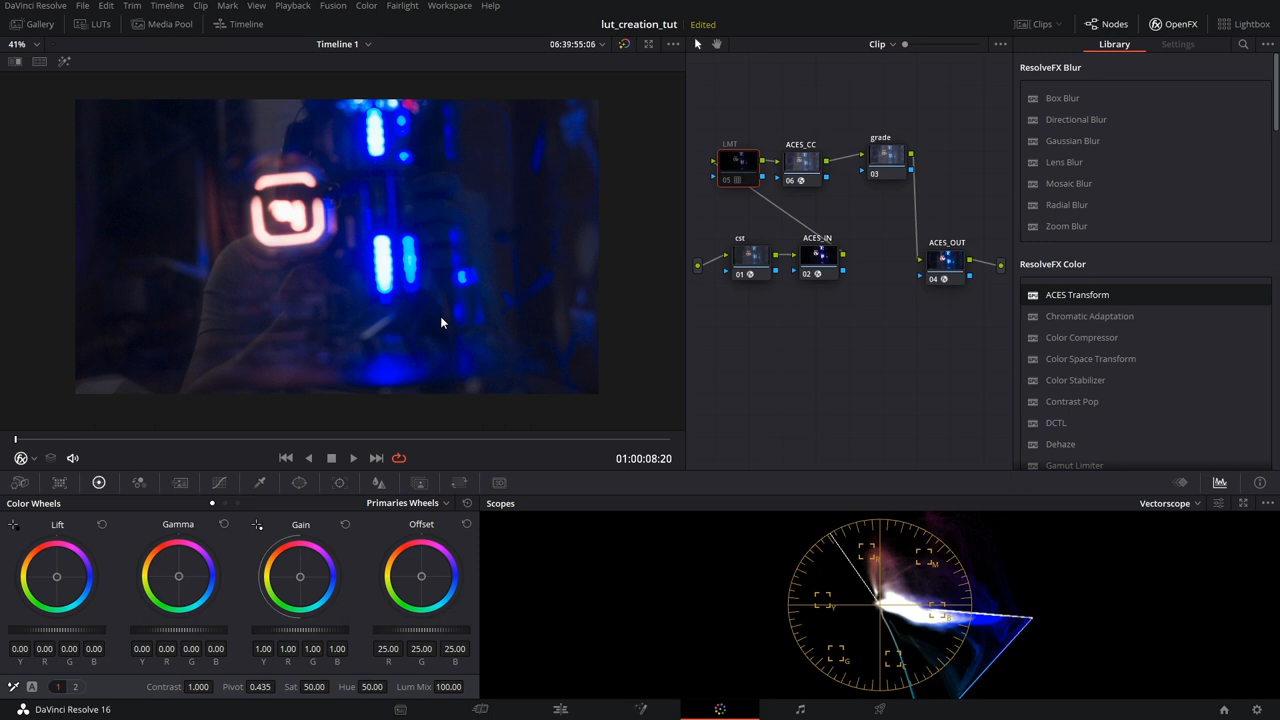 DaVinci Resolve File Edit Trim Timeline Clip Mark View Playback Fusion Color Fairlight Workspace Help
Gallery LUTs Media Pool Timeline lut_creation_tut Edited Clips Nodes OpenFX Lightbox
41% Timeline 1 06:39:55:06 Clip Library Settings
ResolveFX Blur
Box Blur
Directional Blur
Gaussian Blur
Lens Blur
Mosaic Blur
Radial Blur
Zoom Blur
ResolveFX Color
ACES Transform
Chromatic Adaptation
Color Compressor
Color Space Transform
Color Stabilizer
Contrast Pop
DCTL
Dehaze
Gamut Limiter
LMT ACES_CC grade
05 06 03
cst ACES_IN ACES_OUT
01 02 04
01:00:08:20
Color Wheels Primaries Wheels Scopes Vectorscope
Lift Gamma Gain Offset
0.00 0.00 0.00 0.00 0.00 0.00 0.00 0.00 1.00 1.00 1.00 1.00 25.00 25.00 25.00
Y R G B Y R G B Y R G B R G B
A 1 2 Contrast 1.000 Pivot 0.435 Sat 50.00 Hue 50.00 Lum Mix 100.00
R M
Y B
G C
DaVinci Resolve 16